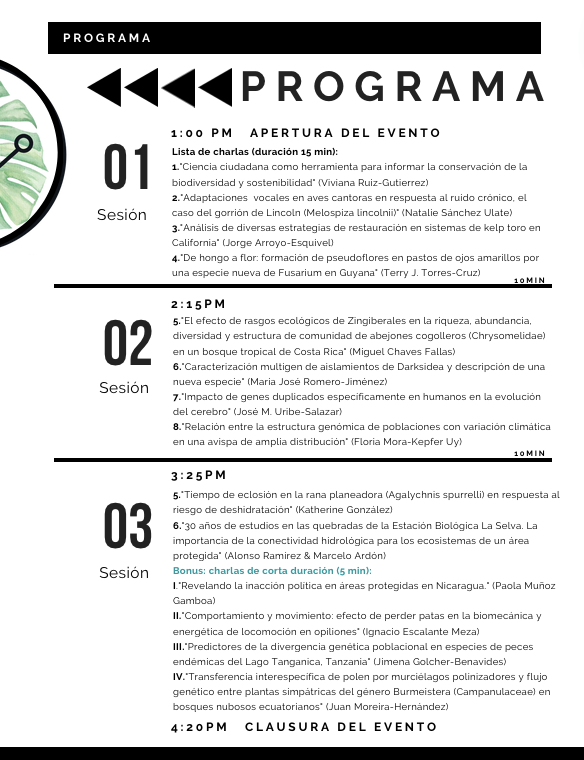 PROGRAMA
PROGRAMA
1:00 PM APERTURA DEL EVENTO
01
Sesión
Lista de charlas (duración 15 min):
1."Ciencia ciudadana como herramienta para informar la conservación de la
biodiversidad y sostenibilidad" (Viviana Ruiz-Gutierrez)
2."Adaptaciones vocales en aves cantoras en respuesta al ruido crónico, el
caso del gorrión de Lincoln (Melospiza lincolnii)" (Natalie Sánchez Ulate)
3."Análisis de diversas estrategias de restauración en sistemas de kelp toro en
California" (Jorge Arroyo-Esquivel)
4."De hongo a flor: formación de pseudoflores en pastos de ojos amarillos por
una especie nueva de Fusarium en Guyana" (Terry J. Torres-Cruz)
10MIN
2:15PM
02
Sesión
5."El efecto de rasgos ecológicos de Zingiberales en la riqueza, abundancia,
diversidad y estructura de comunidad de abejones cogolleros (Chrysomelidae)
en un bosque tropical de Costa Rica" (Miguel Chaves Fallas)
6."Caracterización multigen de aislamientos de Darksidea y descripción de una
nueva especie" (María José Romero-Jiménez)
7."Impacto de genes duplicados específicamente en humanos en la evolución
del cerebro" (José M. Uribe-Salazar)
8."Relación entre la estructura genómica de poblaciones con variación climática
en una avispa de amplia distribución" (Floria Mora-Kepfer Uy)
10MIN
3:25PM
03
Sesión
5."Tiempo de eclosión en la rana planeadora (Agalychnis spurrelli) en respuesta al
riesgo de deshidratación" (Katherine González)
6."30 años de estudios en las quebradas de la Estación Biológica La Selva. La
importancia de la conectividad hidrológica para los ecosistemas de un área
protegida" (Alonso Ramírez & Marcelo Ardón)
Bonus: charlas de corta duración (5 min):
I."Revelando la inacción política en áreas protegidas en Nicaragua." (Paola Muñoz
Gamboa)
II."Comportamiento y movimiento: efecto de perder patas en la biomecánica y
energética de locomoción en opiliones" (Ignacio Escalante Meza)
III."Predictores de la divergencia genética poblacional en especies de peces
endémicas del Lago Tanganica, Tanzania" (Jimena Golcher-Benavides)
IV."Transferencia interespecífica de polen por murciélagos polinizadores y flujo
genético entre plantas simpátricas del género Burmeistera (Campanulaceae) en
bosques nubosos ecuatorianos" (Juan Moreira-Hernández)
4:20PM CLAUSURA DEL EVENTO